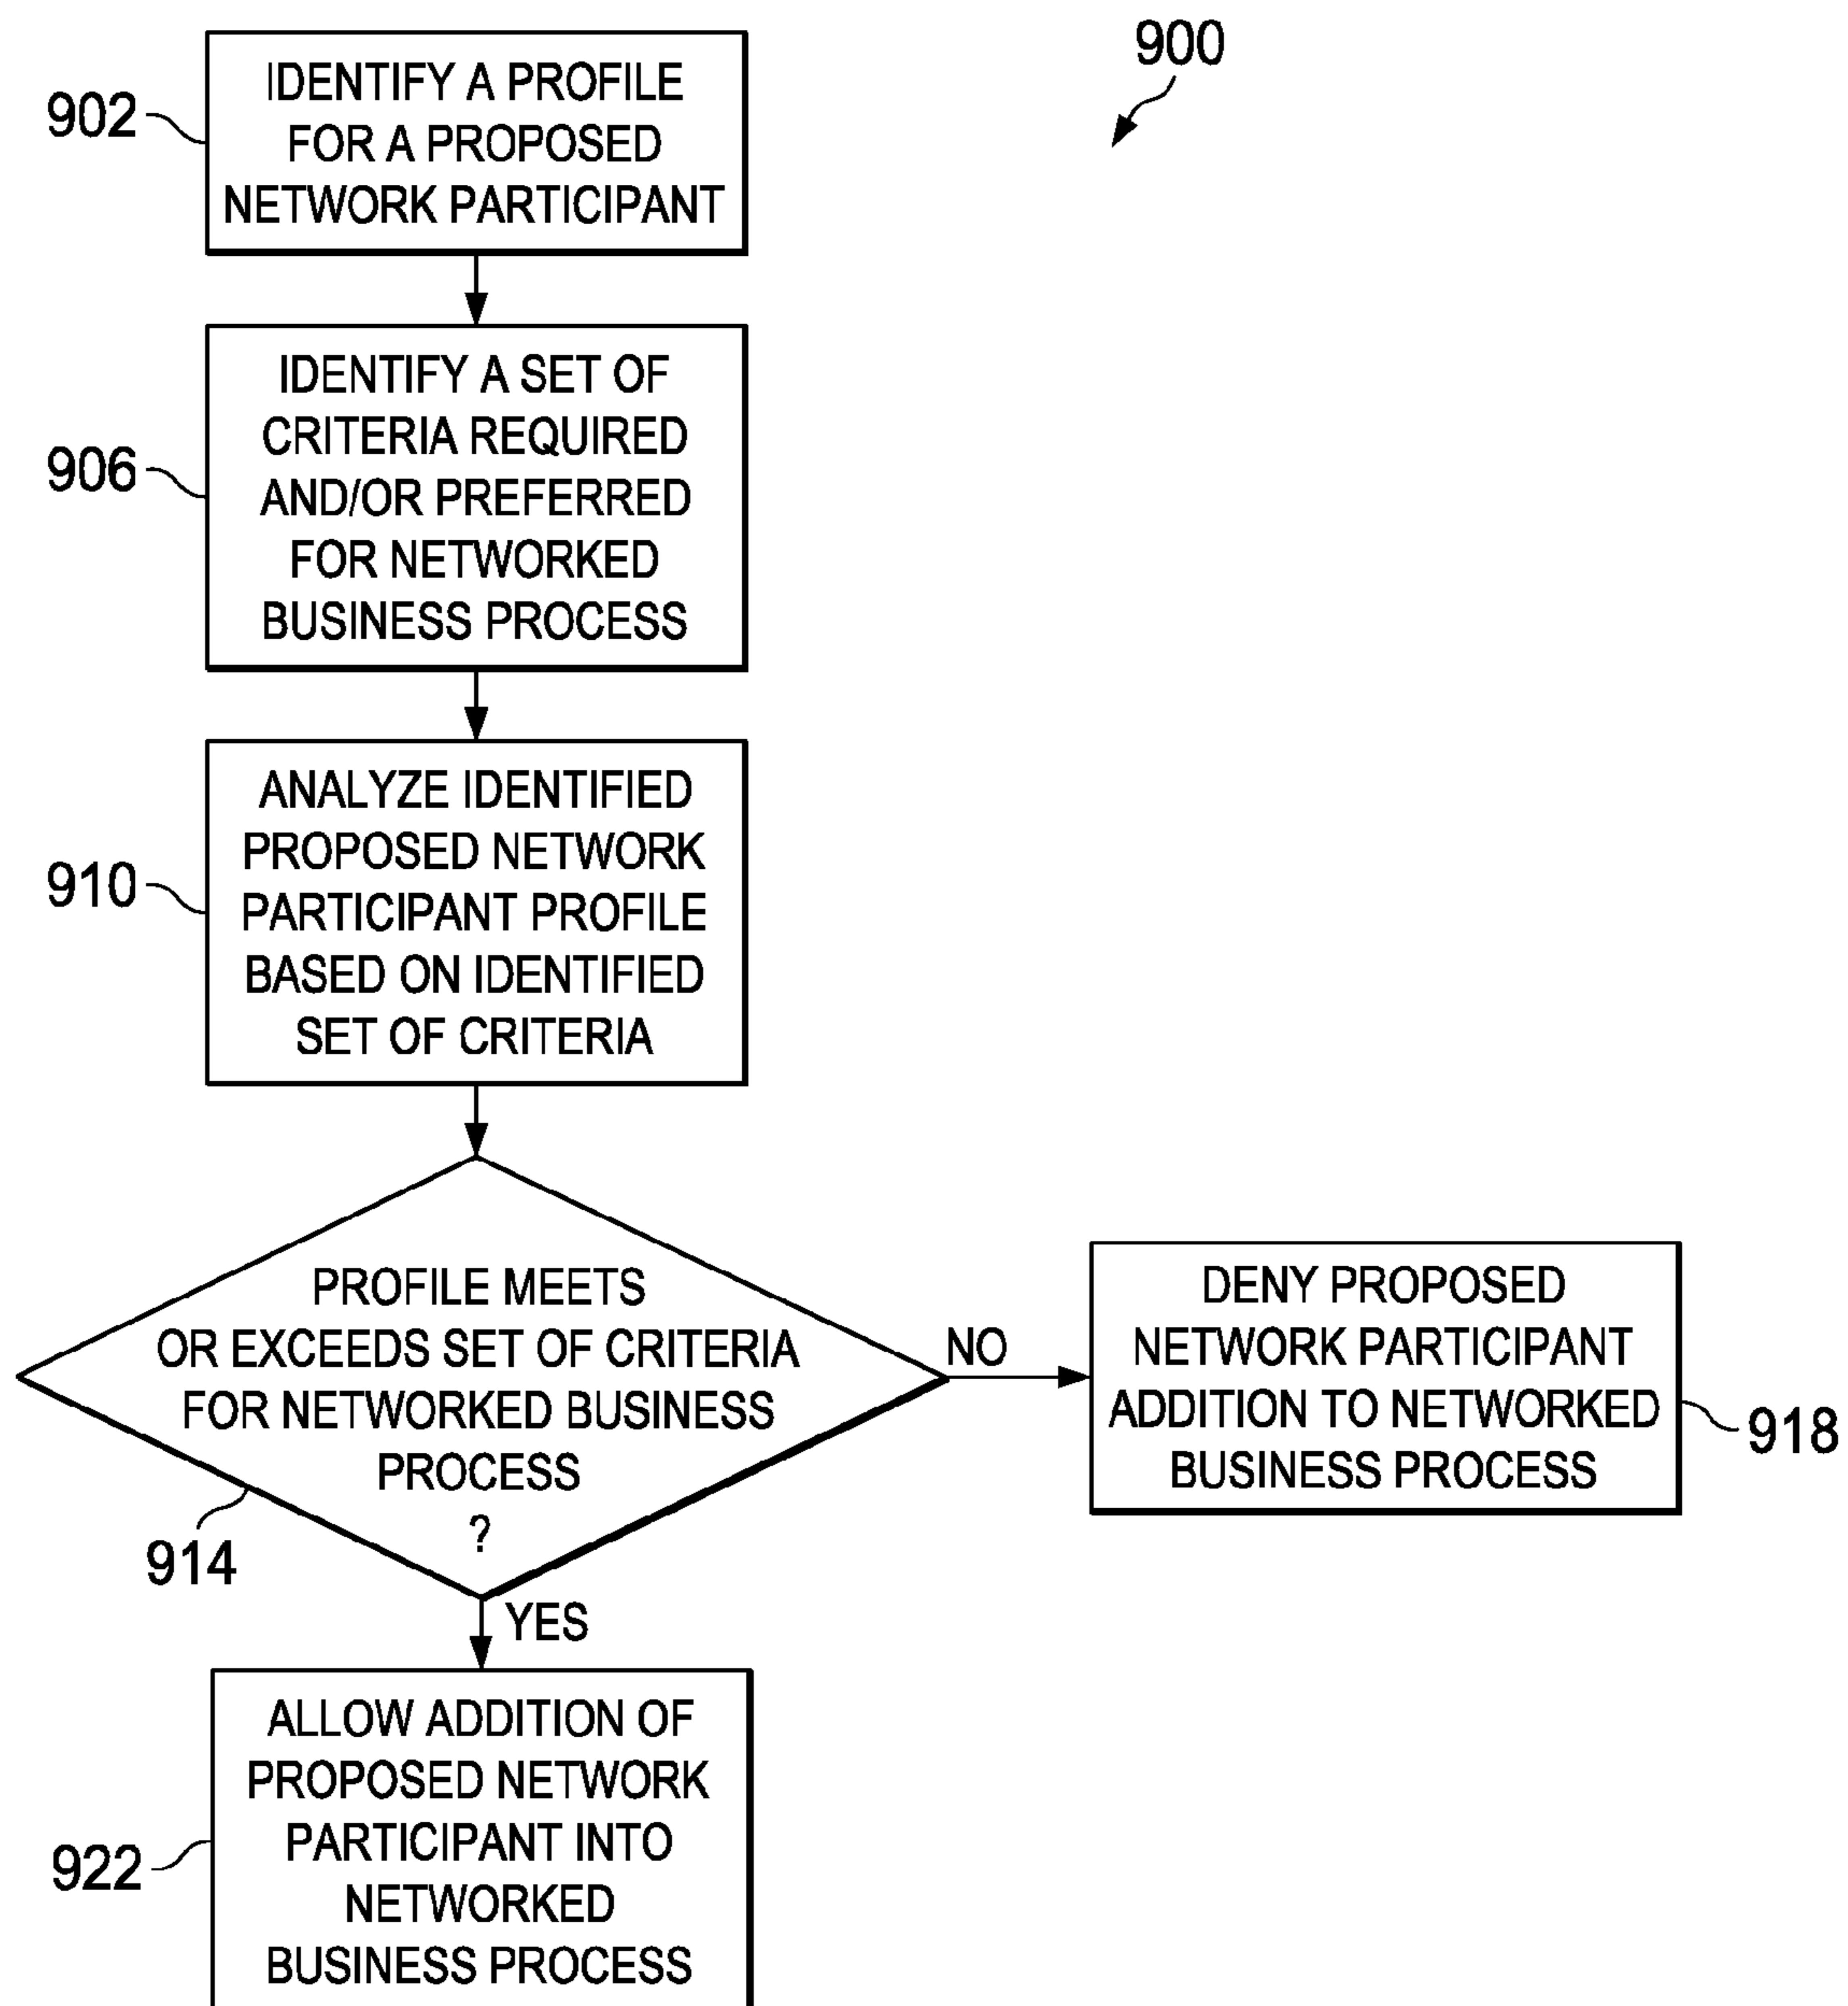 900
902
IDENTIFY A PROFILE
FOR A PROPOSED
NETWORK PARTICIPANT
906
IDENTIFY A SET OF
CRITERIA REQUIRED
AND/OR PREFERRED
FOR NETWORKED
BUSINESS PROCESS
910
ANALYZE IDENTIFIED
PROPOSED NETWORK
PARTICIPANT PROFILE
BASED ON IDENTIFIED
SET OF CRITERIA
PROFILE MEETS
OR EXCEEDS SET OF CRITERIA
FOR NETWORKED BUSINESS
PROCESS
?
914
NO
DENY PROPOSED
NETWORK PARTICIPANT
ADDITION TO NETWORKED
BUSINESS PROCESS
918
YES
922
ALLOW ADDITION OF
PROPOSED NETWORK
PARTICIPANT INTO
NETWORKED
BUSINESS PROCESS